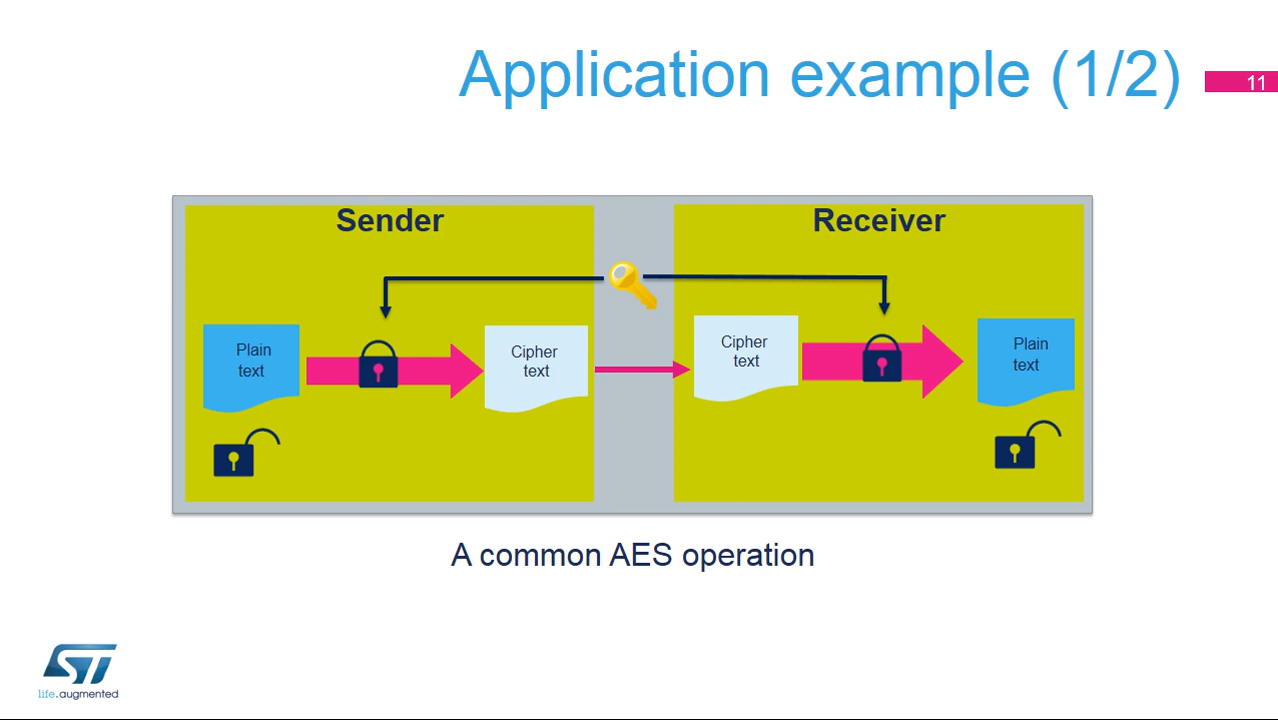 Application example (1/2)
11
Sender
Receiver
Plain
text
Cipher
text
Cipher
text
Plain
text
A common AES operation
ST
life.augmented